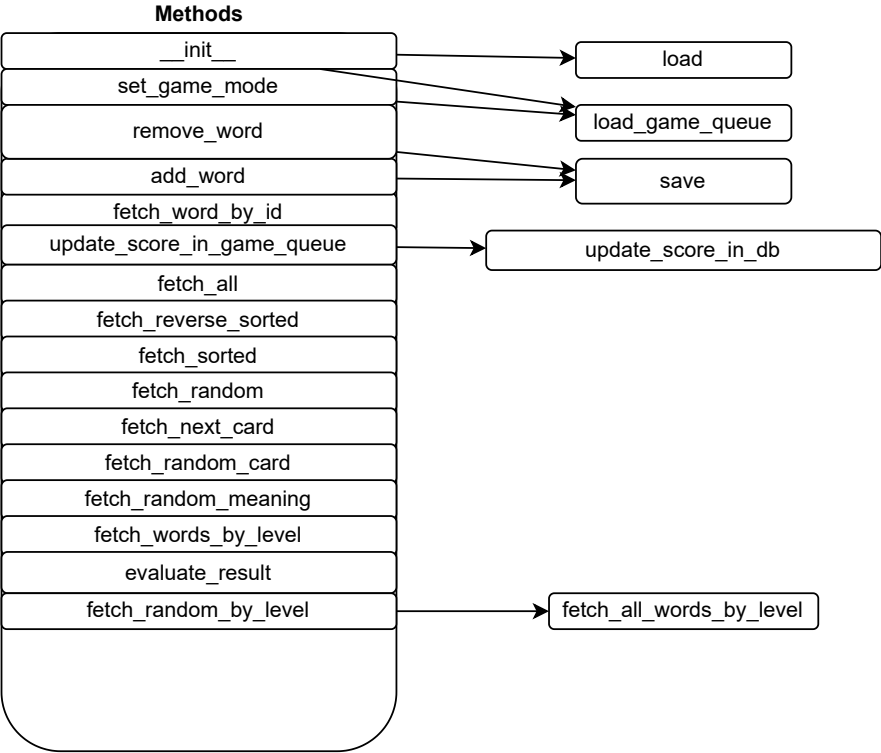 Methods
__init__
set_game_mode
remove_word
add_word
fetch_word_by_id
update_score_in_game_queue
fetch_all
fetch_reverse_sorted
fetch_sorted
fetch_random
fetch_next_card
fetch_random_card
fetch_random_meaning
fetch_words_by_level
evaluate_result
fetch_random_by_level
load
load_game_queue
save
update_score_in_db
fetch_all_words_by_level